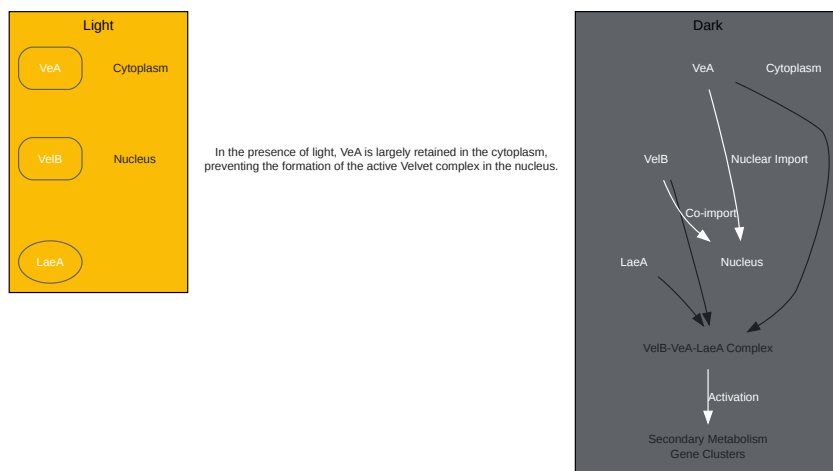 Light
VeA
Cytoplasm
VelB
Nucleus
LaeA
In the presence of light, VeA is largely retained in the cytoplasm,
preventing the formation of the active Velvet complex in the nucleus.
Dark
VeA
Cytoplasm
VelB
Nuclear Import
Co-import
LaeA
Nucleus
VelB-VeA-LaeA Complex
Activation
Secondary Metabolism
Gene Clusters